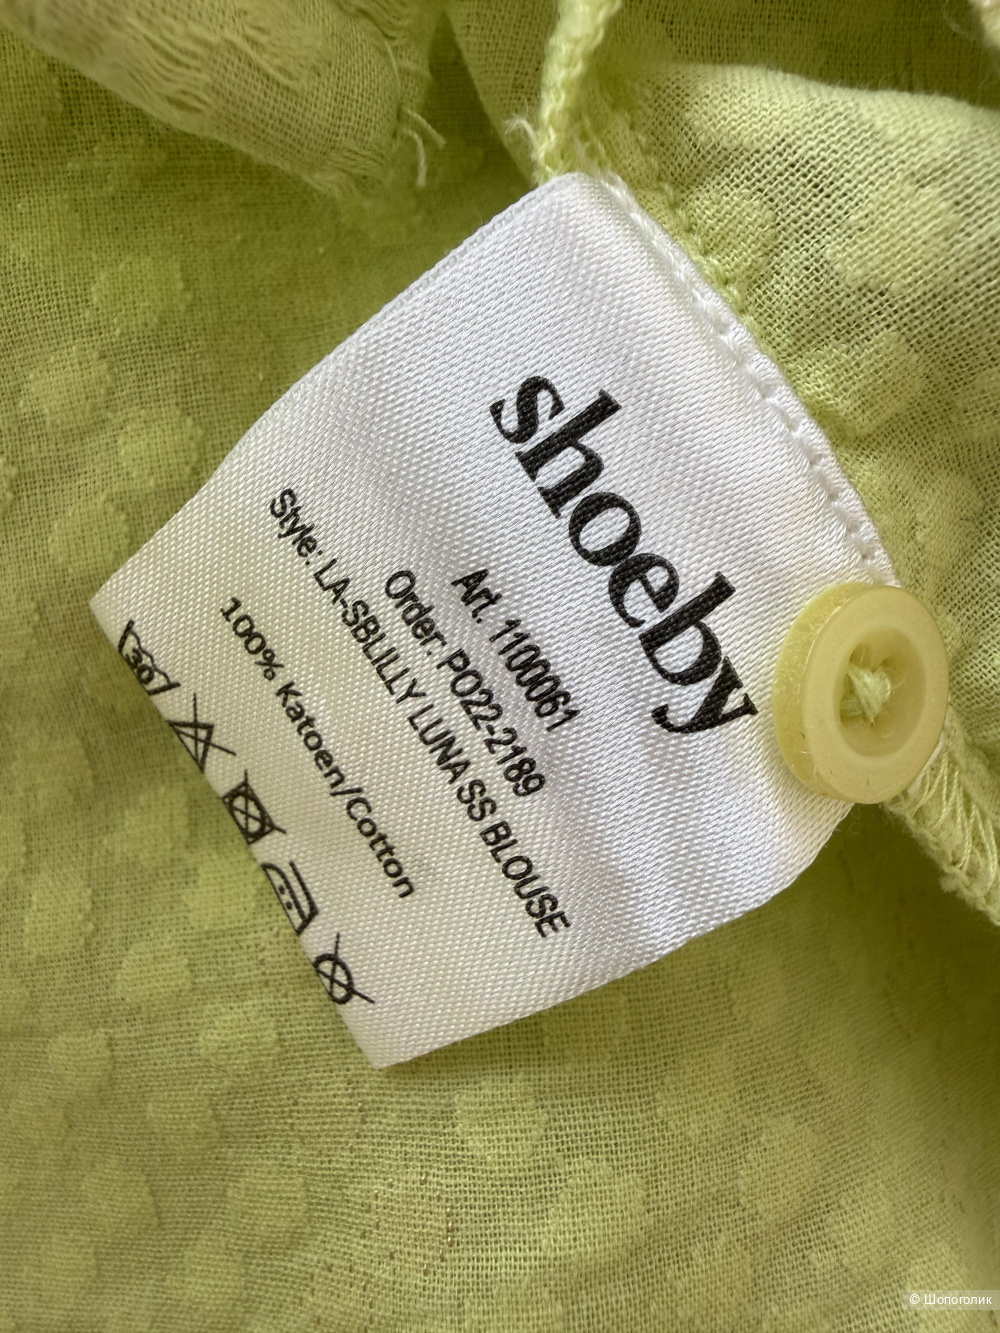 shoeby
Art. 1100061
Order: PO22-2189
Style: LA-SBLILLY LUNA SS BLOUSE
100% Katoen/Cotton
30
© Шопоголик